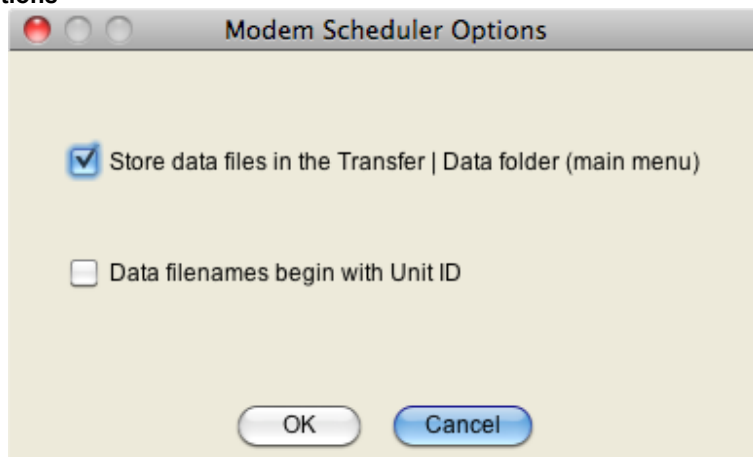 tions
Modem Scheduler Options
Store data files in the Transfer | Data folder (main menu)
Data filenames begin with Unit ID
OK Cancel